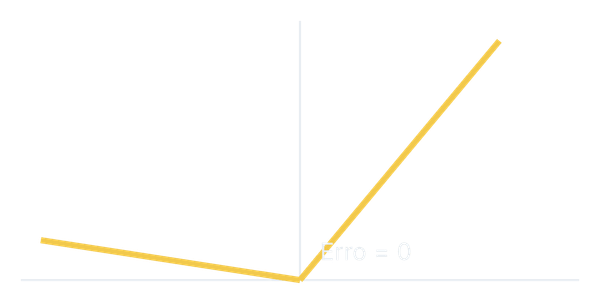 Erro = 0